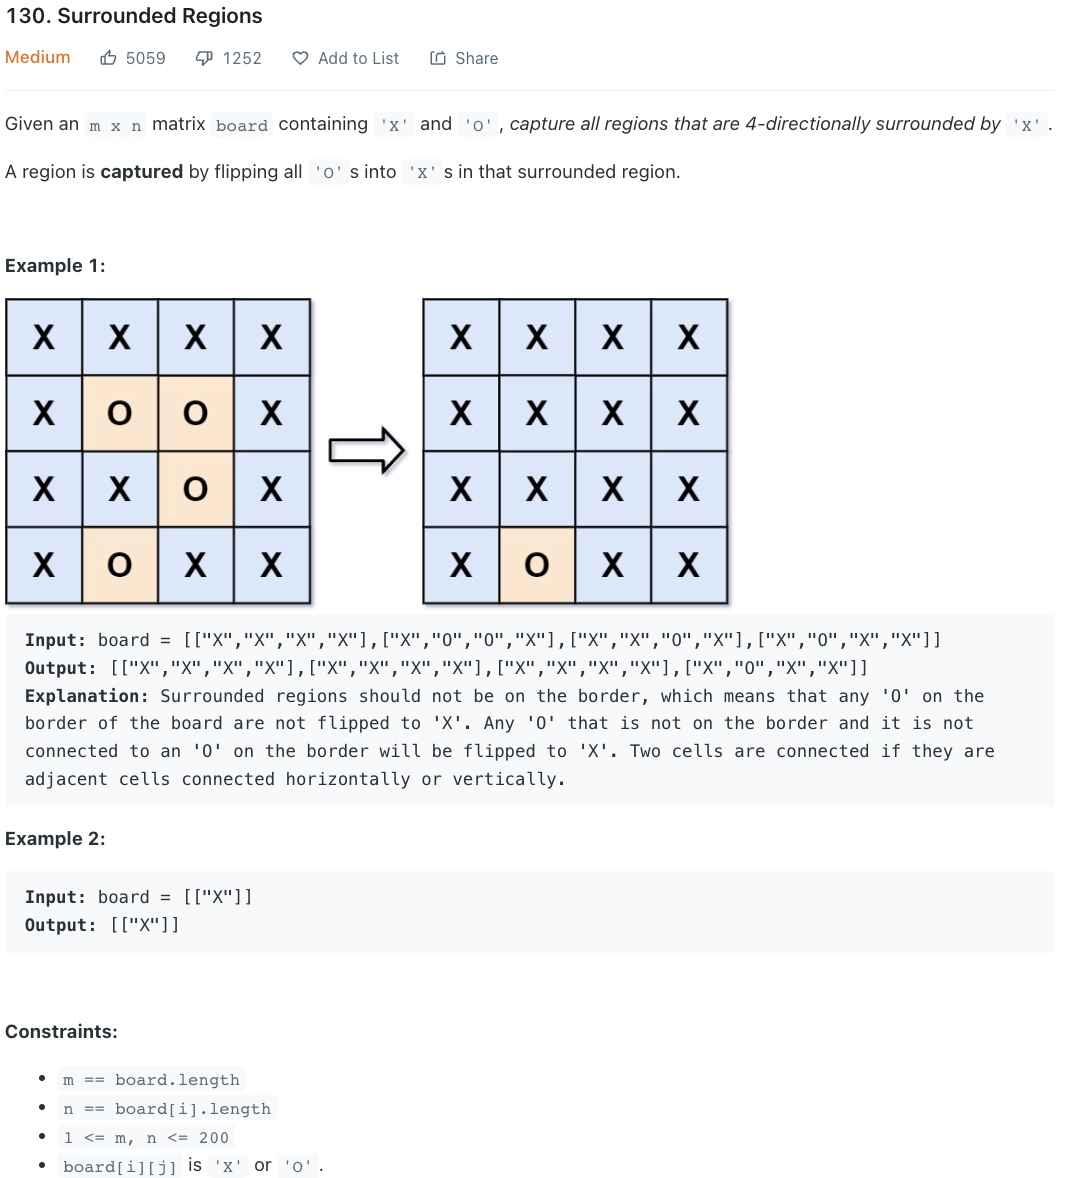 130. Surrounded Regions
Medium 5059 1252 Add to List Share
Given an m x n matrix board containing 'X' and 'O', capture all regions that are 4-directionally surrounded by 'X'.
A region is captured by flipping all 'O's into 'X's in that surrounded region.
Example 1:
X X X X X X X X
X O O X X X X X
X X O X X X X X
X O X X X O X X
Input: board = [["X","X","X","X"],["X","O","O","X"],["X","X","O","X"],["X","O","X","X"]]
Output: [["X","X","X","X"],["X","X","X","X"],["X","X","X","X"],["X","O","X","X"]]
Explanation: Surrounded regions should not be on the border, which means that any 'O' on the
border of the board are not flipped to 'X'. Any 'O' that is not on the border and it is not
connected to an 'O' on the border will be flipped to 'X'. Two cells are connected if they are
adjacent cells connected horizontally or vertically.
Example 2:
Input: board = [["X"]]
Output: [["X"]]
Constraints:
• m == board.length
• n == board[i].length
• 1 <= m, n <= 200
• board[i][j] is 'X' or 'O'.